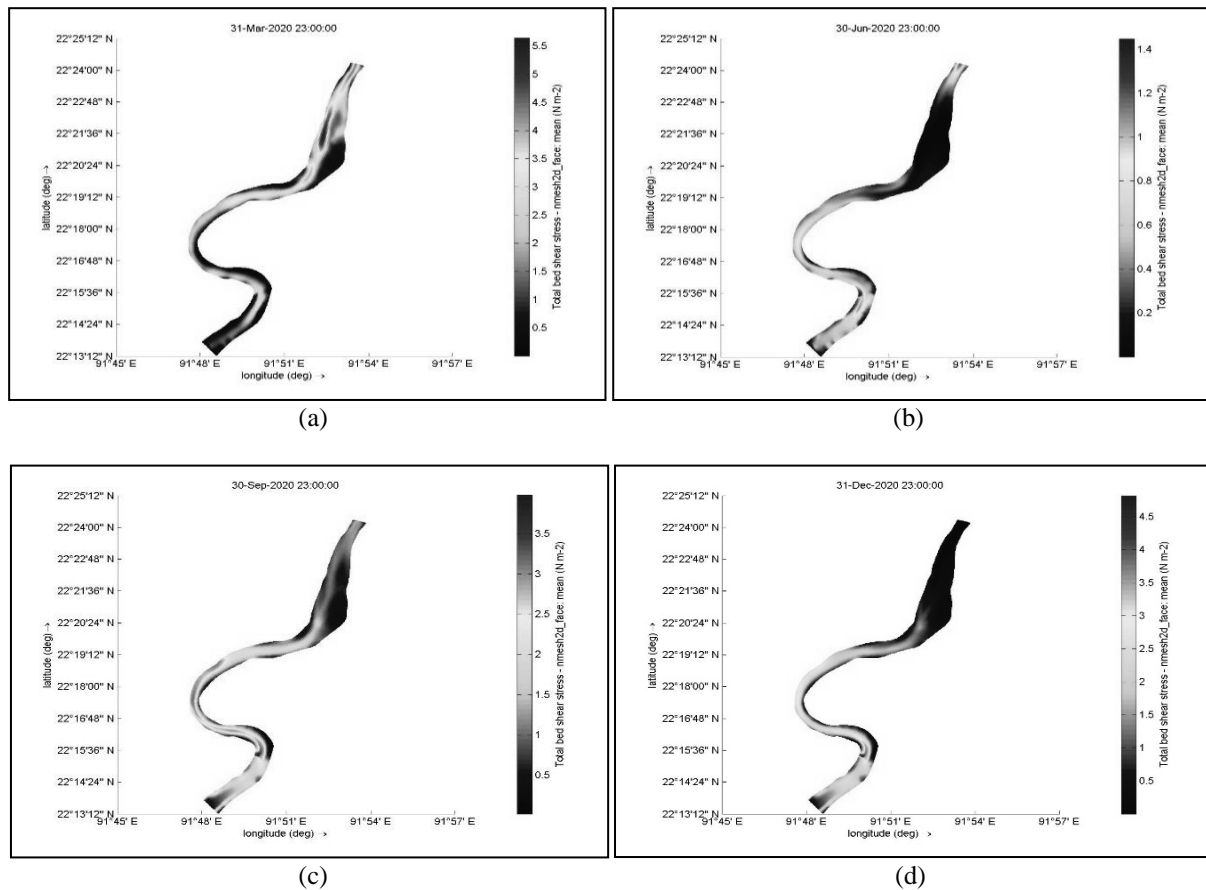 31-Mar-2020 23:00:00
22°25'12" N
22°24'00" N
22°22'48" N
22°21'36" N
22°20'24" N
22°19'12" N
22°18'00" N
22°16'48" N
22°15'36" N
22°14'24" N
22°13'12" N
latitude (deg) →
91°45' E 91°48' E 91°51' E 91°54' E 91°57' E
longitude (deg) →
5.5
5
4.5
4
3.5
3
2.5
2
1.5
1
0.5
Total bed shear stress - nmesh2d_face: mean (N m-2)
(a)
30-Jun-2020 23:00:00
22°25'12" N
22°24'00" N
22°22'48" N
22°21'36" N
22°20'24" N
22°19'12" N
22°18'00" N
22°16'48" N
22°15'36" N
22°14'24" N
22°13'12" N
latitude (deg) →
91°45' E 91°48' E 91°51' E 91°54' E 91°57' E
longitude (deg) →
1.4
1.2
1
0.8
0.6
0.4
0.2
Total bed shear stress - nmesh2d_face: mean (N m-2)
(b)
30-Sep-2020 23:00:00
22°25'12" N
22°24'00" N
22°22'48" N
22°21'36" N
22°20'24" N
22°19'12" N
22°18'00" N
22°16'48" N
22°15'36" N
22°14'24" N
22°13'12" N
latitude (deg) →
91°45' E 91°48' E 91°51' E 91°54' E 91°57' E
longitude (deg) →
3.5
3
2.5
2
1.5
1
0.5
Total bed shear stress - nmesh2d_face: mean (N m-2)
(c)
31-Dec-2020 23:00:00
22°25'12" N
22°24'00" N
22°22'48" N
22°21'36" N
22°20'24" N
22°19'12" N
22°18'00" N
22°16'48" N
22°15'36" N
22°14'24" N
22°13'12" N
latitude (deg) →
91°45' E 91°48' E 91°51' E 91°54' E 91°57' E
longitude (deg) →
4.5
4
3.5
3
2.5
2
1.5
1
0.5
Total bed shear stress - nmesh2d_face: mean (N m-2)
(d)